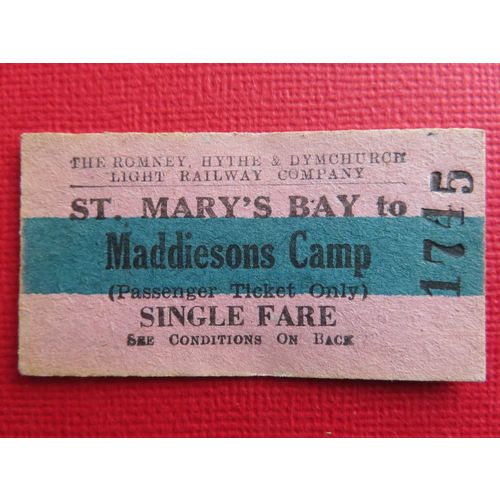 THE ROMNEY, HYTHE & DYMCHURCH
LIGHT RAILWAY COMPANY
ST. MARY'S BAY to
Maddiesons Camp
(Passenger Ticket Only)
SINGLE FARE
SEE CONDITIONS ON BACK
1745